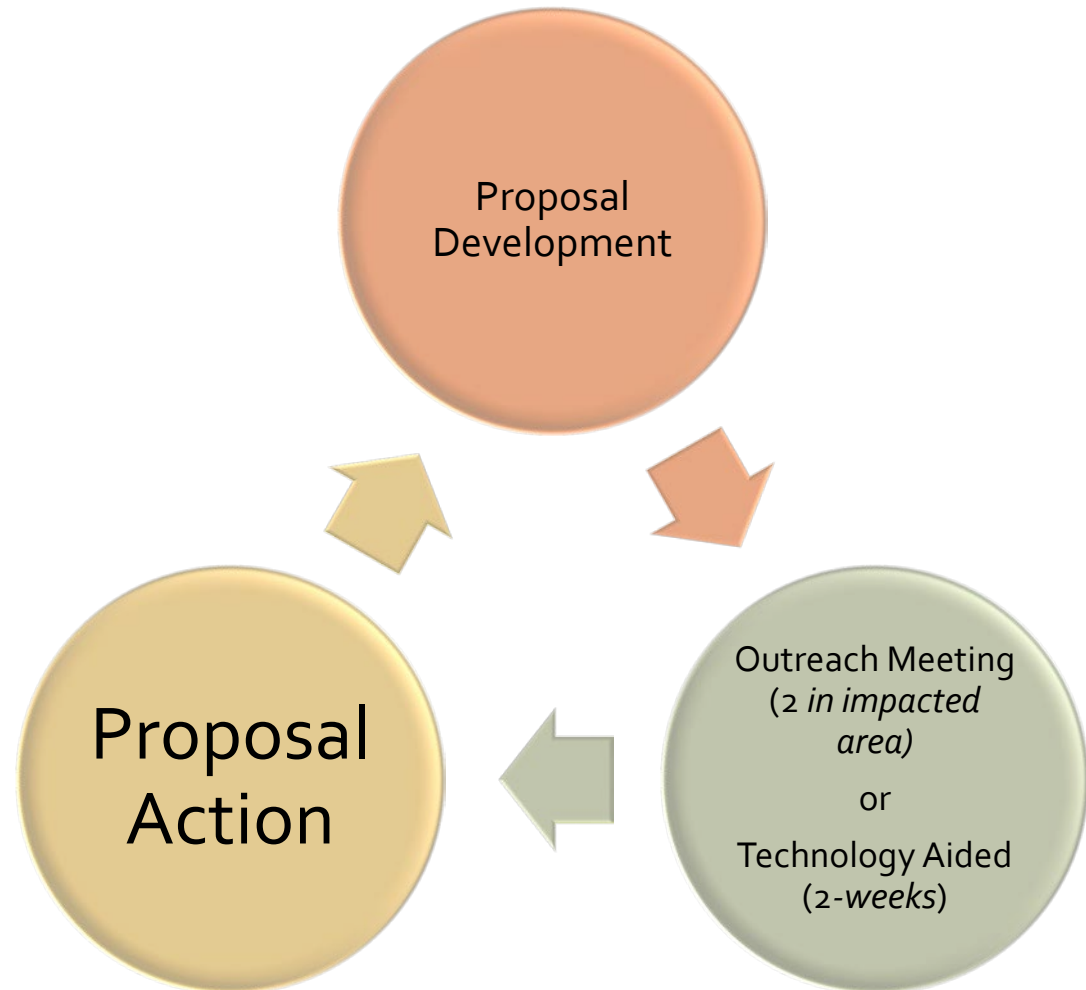 Proposal
Development
Outreach Meeting
(2 in impacted
area)
or
Technology Aided
(2-weeks)
Proposal
Action